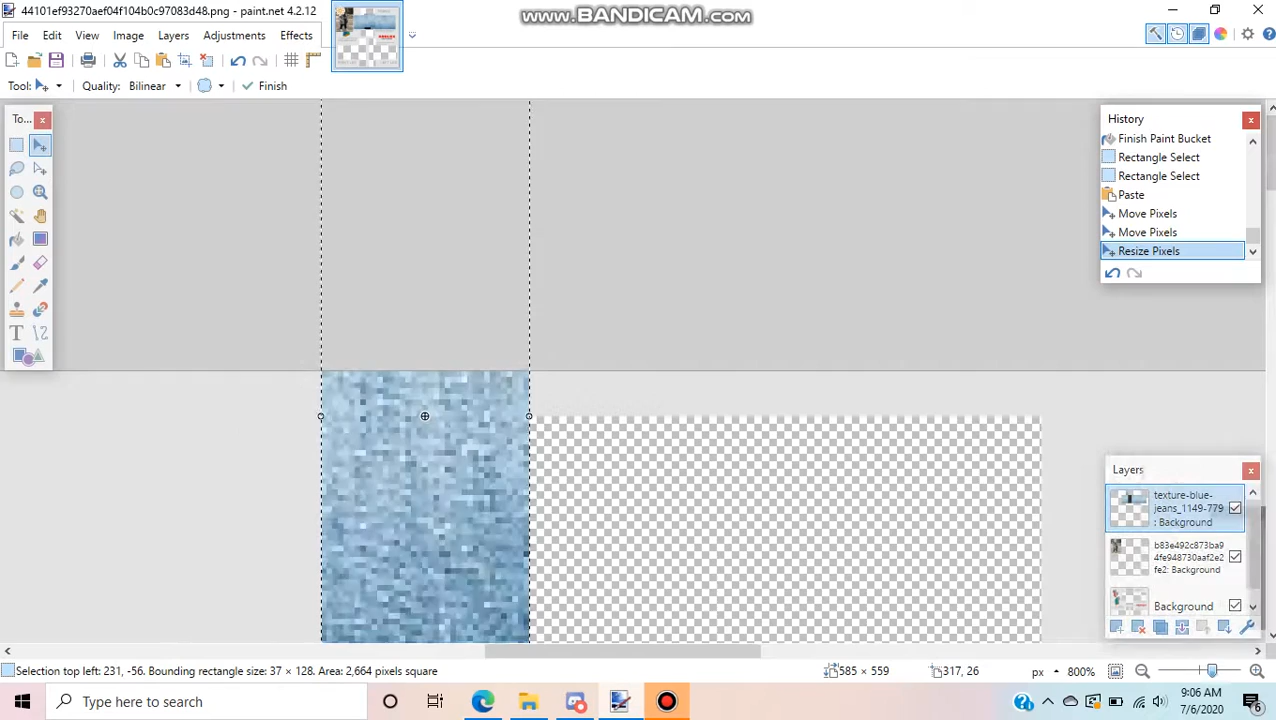 44101ef93270aef04f104b0c97083d48.png - paint.net 4.2.12
www.BANDICAM.com
File Edit View Image Layers Adjustments Effects
Tool: Quality: Bilinear Finish
To...
History
Finish Paint Bucket
Rectangle Select
Rectangle Select
Paste
Move Pixels
Move Pixels
Resize Pixels
Layers
texture-blue-
jeans_1149-779
: Background
b83e492c873ba9
4fe948730aaf2e2
fe2: Background
Background
Selection top left: 231, -56. Bounding rectangle size: 37 × 128. Area: 2,664 pixels square
585 × 559
317, 26
px
800%
Type here to search
9:06 AM
7/6/2020
6